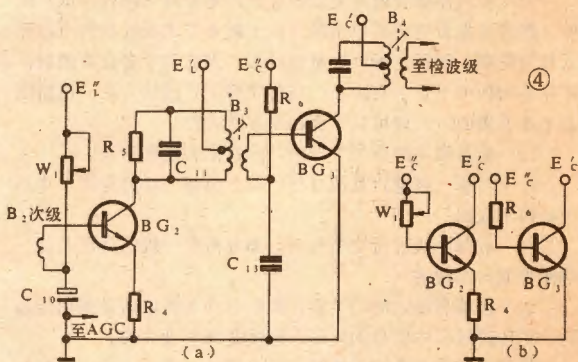 E'C
B4
E''L
E'L
E''C
至检波级
④
B3
R6
R5
C11
W1
BG3
E''C
E'C
E''C
E'C
B2次级
BG2
W1
R6
C10
C13
R4
BG2
BG3
至AGC
R4
(a)
(b)